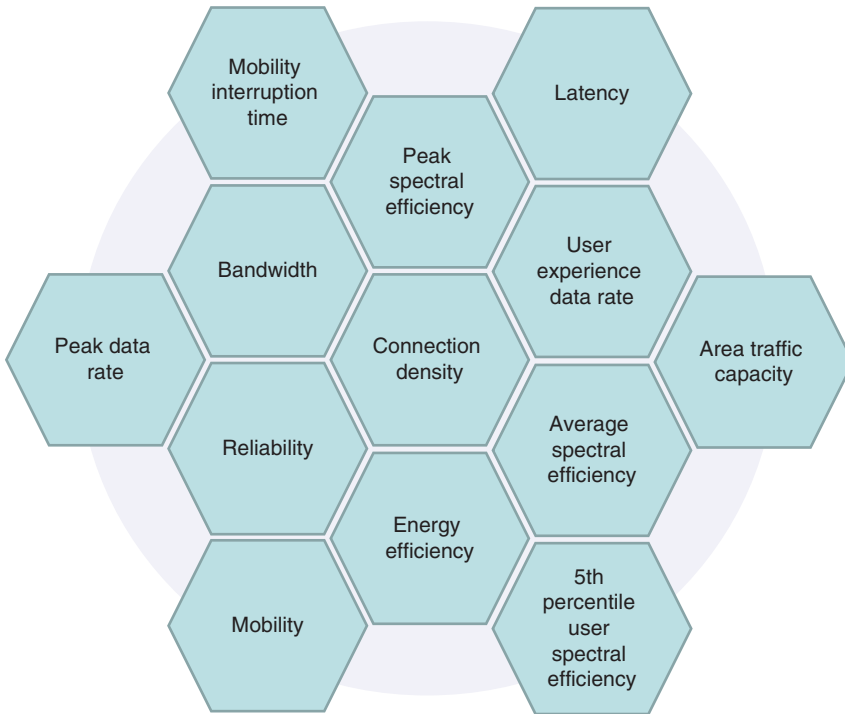 Mobility
interruption
time
Latency
Peak
spectral
efficiency
Bandwidth
User
experience
data rate
Peak data
rate
Connection
density
Area traffic
capacity
Reliability
Average
spectral
efficiency
Energy
efficiency
Mobility
5th
percentile
user
spectral
efficiency